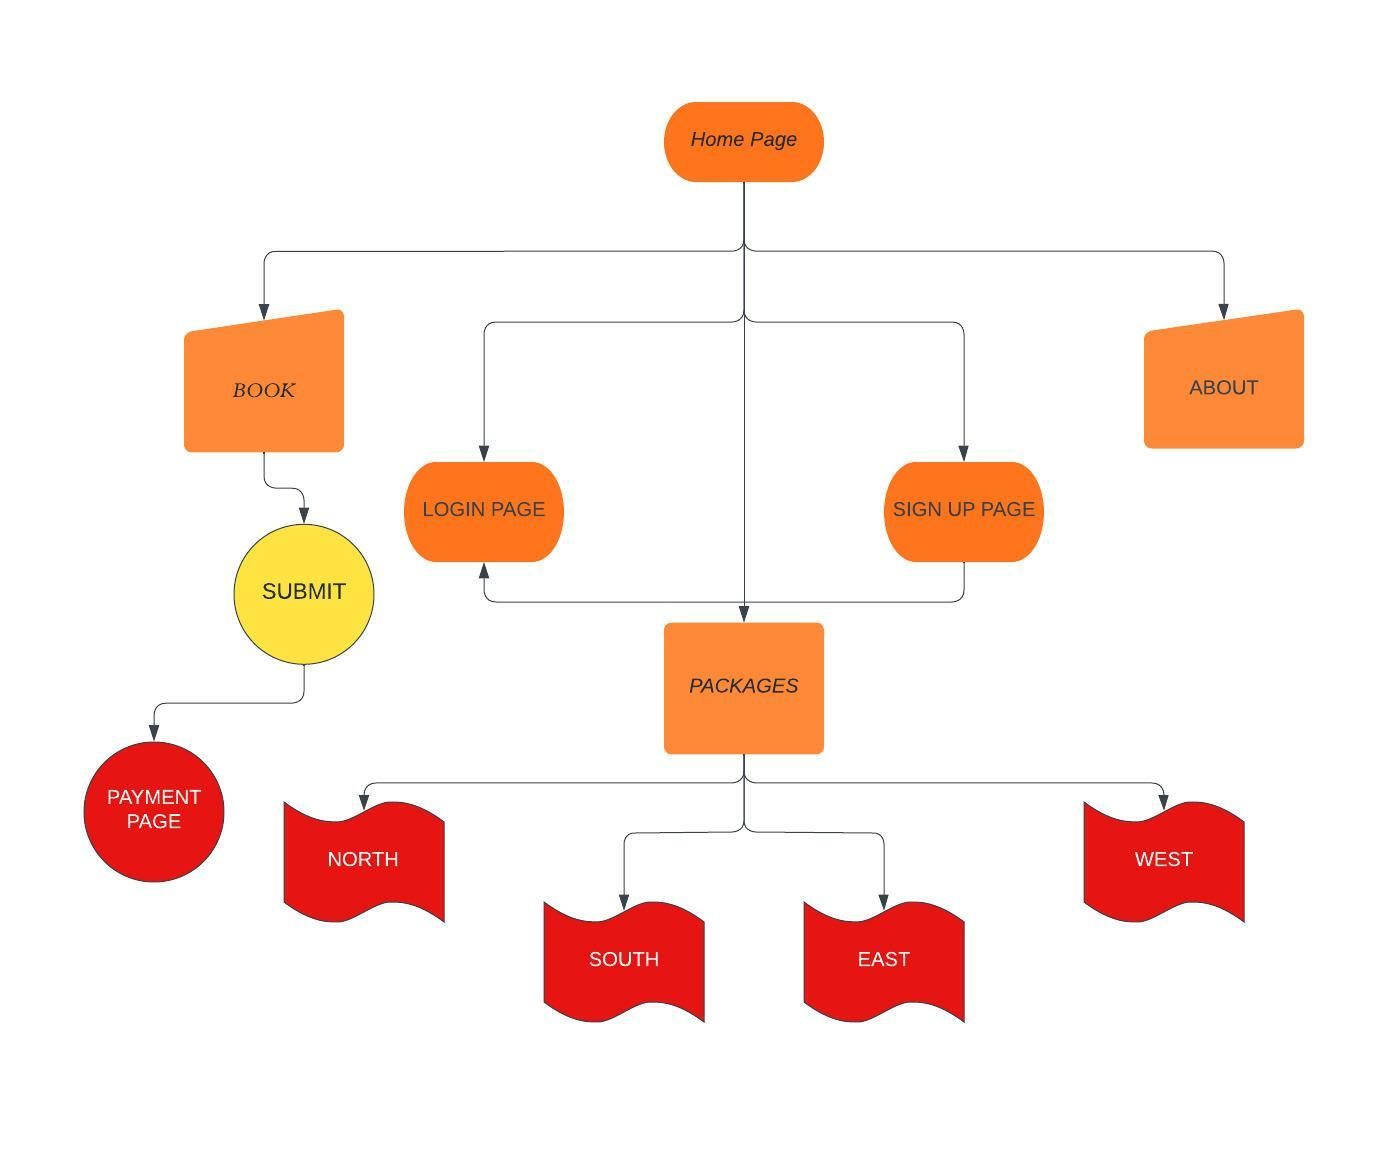 Home Page
BOOK
ABOUT
LOGIN PAGE
SIGN UP PAGE
SUBMIT
PACKAGES
PAYMENT
PAGE
NORTH
WEST
SOUTH
EAST